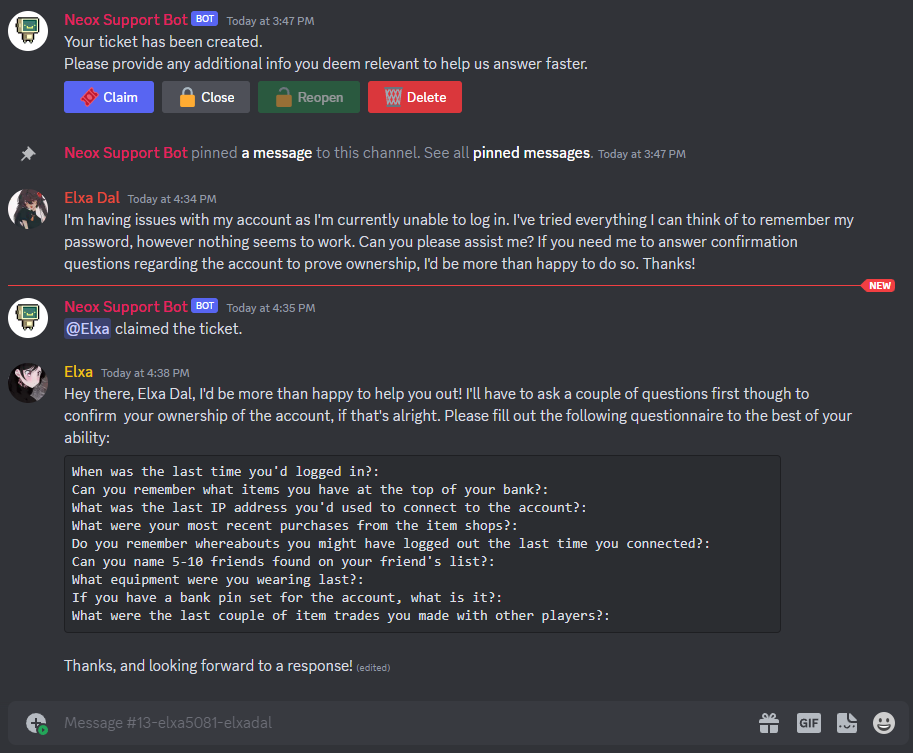 Neox Support Bot BOT Today at 3:47 PM
Your ticket has been created.
Please provide any additional info you deem relevant to help us answer faster.
Claim Close Reopen Delete
Neox Support Bot pinned a message to this channel. See all pinned messages. Today at 3:47 PM
Elxa Dal Today at 4:34 PM
I'm having issues with my account as I'm currently unable to log in. I've tried everything I can think of to remember my
password, however nothing seems to work. Can you please assist me? If you need me to answer confirmation
questions regarding the account to prove ownership, I'd be more than happy to do so. Thanks!
NEW
Neox Support Bot BOT Today at 4:35 PM
@Elxa claimed the ticket.
Elxa Today at 4:38 PM
Hey there, Elxa Dal, I'd be more than happy to help you out! I'll have to ask a couple of questions first though to
confirm your ownership of the account, if that's alright. Please fill out the following questionnaire to the best of your
ability:
When was the last time you'd logged in?:
Can you remember what items you have at the top of your bank?:
What was the last IP address you'd used to connect to the account?:
What were your most recent purchases from the item shops?:
Do you remember whereabouts you might have logged out the last time you connected?:
Can you name 5-10 friends found on your friend's list?:
What equipment were you wearing last?:
If you have a bank pin set for the account, what is it?:
What were the last couple of item trades you made with other players?:
Thanks, and looking forward to a response! (edited)
Message #13-elxa5081-elxadal
GIF